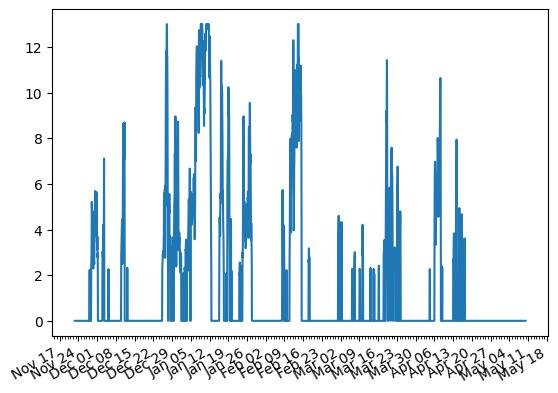 12
10
8
6
4
2
0
Nov 17
Nov 24
Dec 01
Dec 08
Dec 15
Dec 22
Dec 29
Jan 05
Jan 12
Jan 19
Jan 26
Feb 02
Feb 09
Feb 16
Feb 23
Mar 02
Mar 09
Mar 16
Mar 23
Mar 30
Apr 06
Apr 13
Apr 20
Apr 27
May 04
May 11
May 18